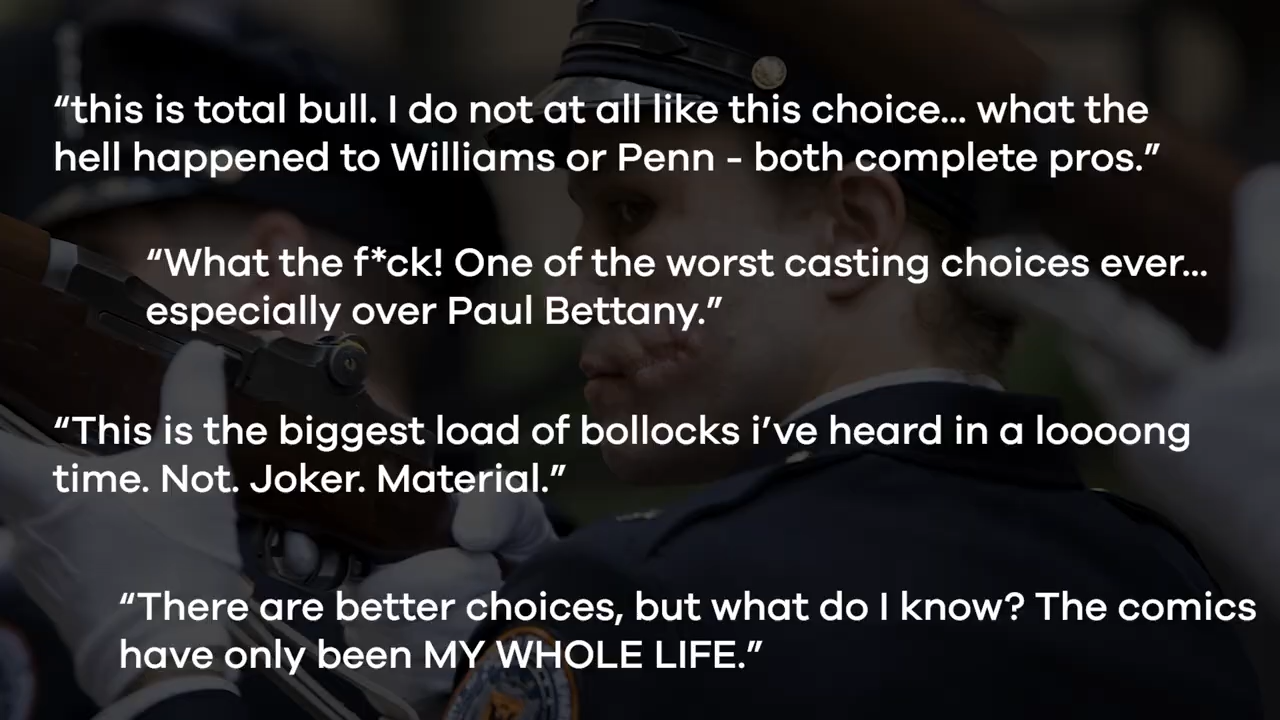 “this is total bull. I do not at all like this choice... what the
hell happened to Williams or Penn - both complete pros.”
“What the f*ck! One of the worst casting choices ever...
especially over Paul Bettany.”
“This is the biggest load of bollocks i’ve heard in a loooong
time. Not. Joker. Material.”
“There are better choices, but what do I know? The comics
have only been MY WHOLE LIFE.”